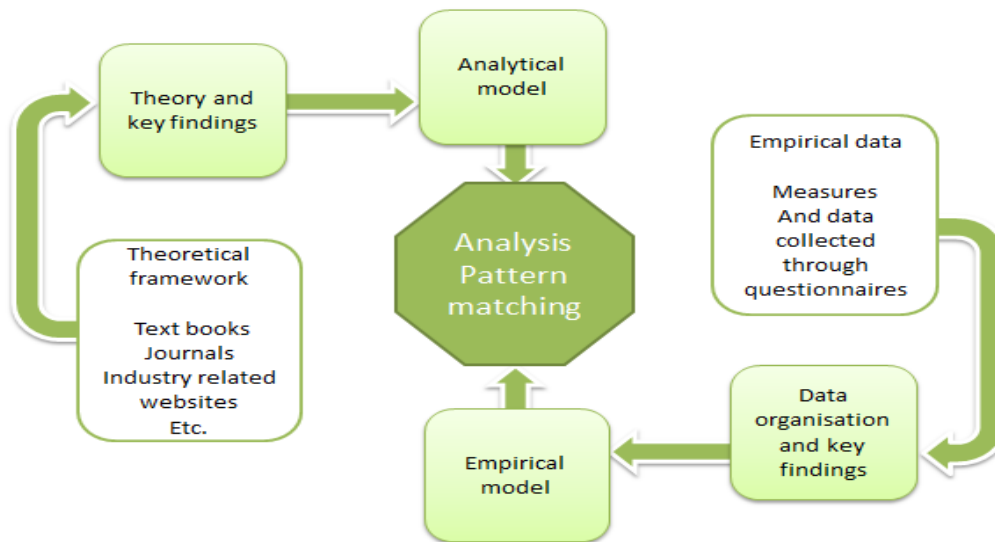 Theory and
key findings
Analytical
model
Theoretical
framework
Text books
Journals
Industry related
websites
Etc.
Analysis
Pattern
matching
Empirical data
Measures
And data
collected
through
questionnaires
Empirical
model
Data
organisation
and key
findings